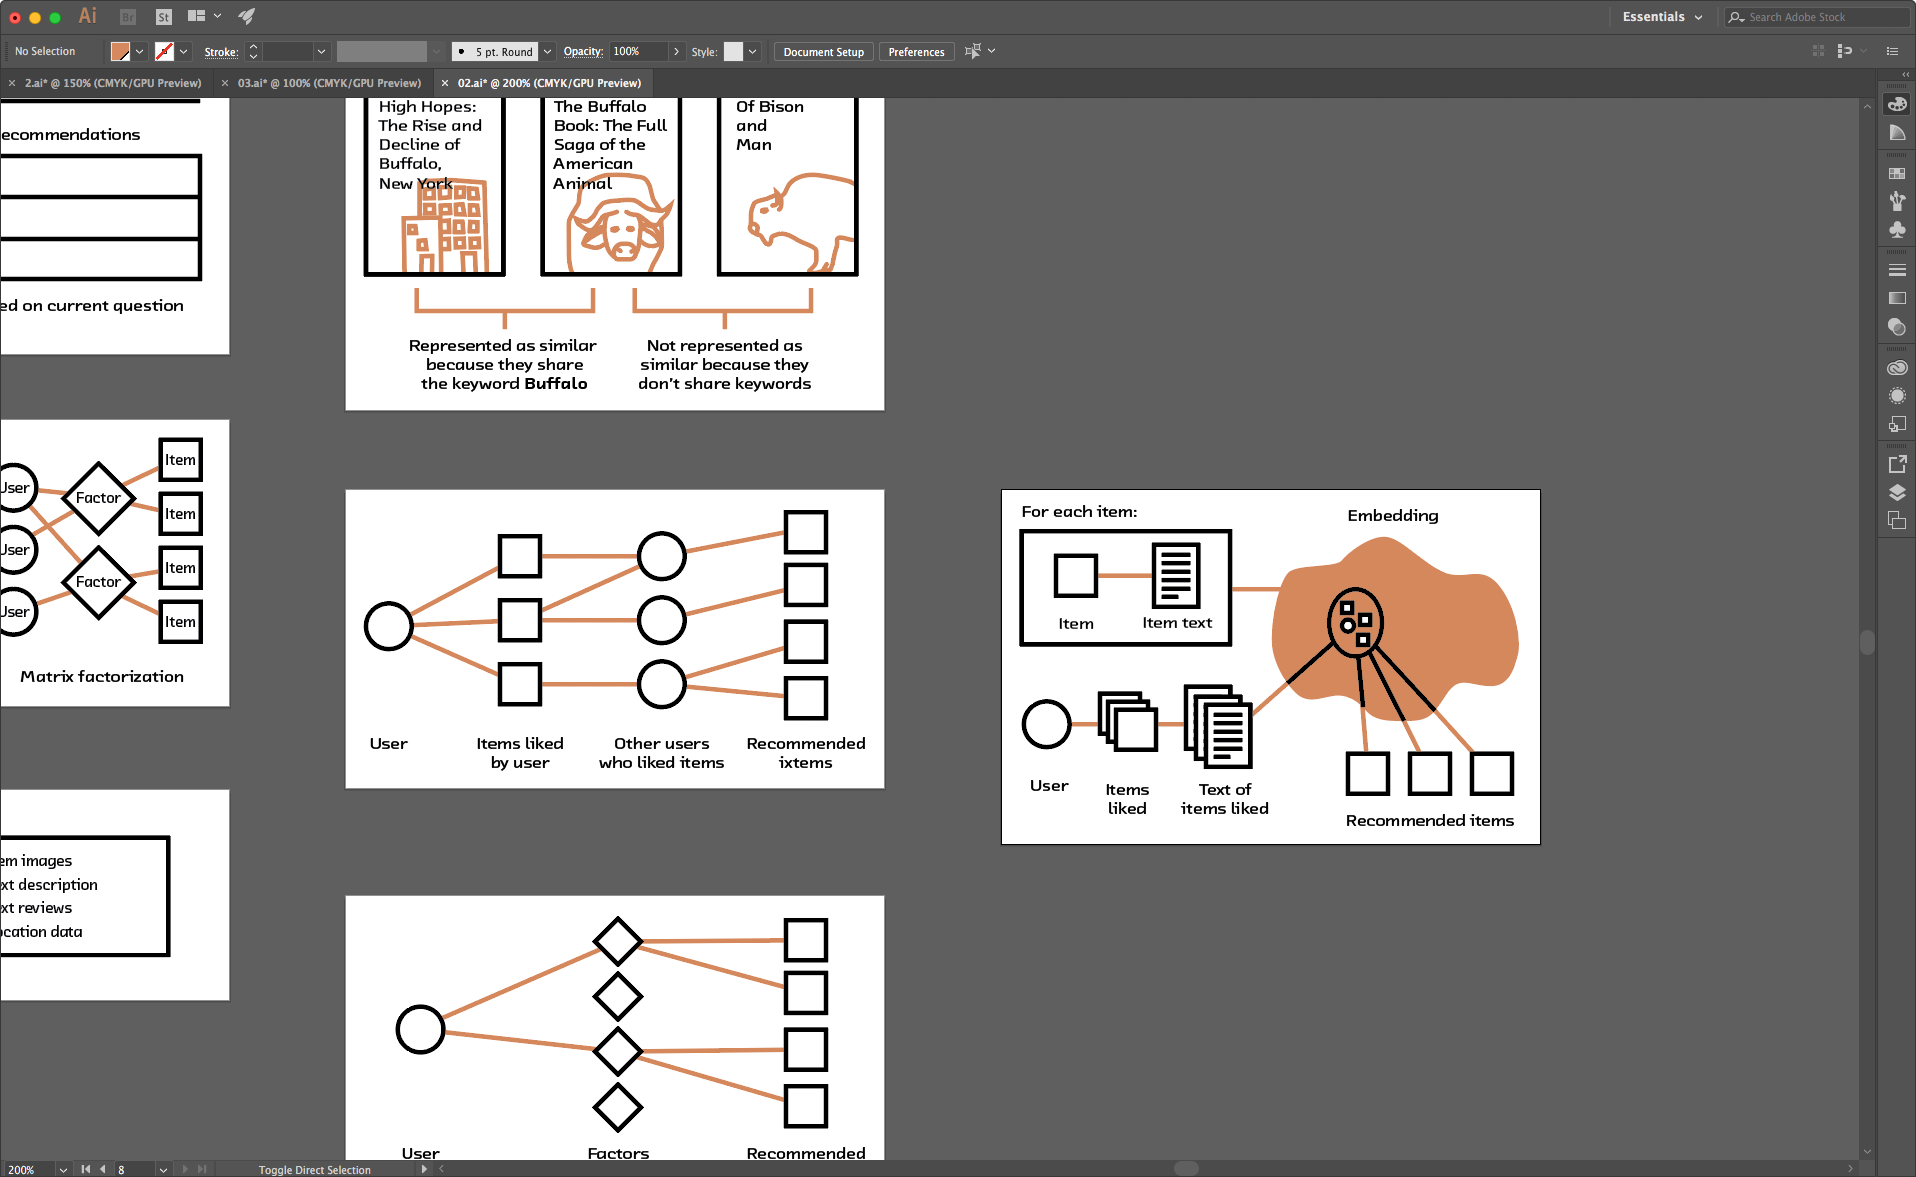 Ai Br St
Essentials
Search Adobe Stock
No Selection
Stroke:
5 pt. Round
Opacity: 100%
Style:
Document Setup
Preferences
2.ai* @ 150% (CMYK/GPU Preview)
03.ai* @ 100% (CMYK/GPU Preview)
02.ai* @ 200% (CMYK/GPU Preview)
ecommendations
ed on current question
High Hopes:
The Rise and
Decline of
Buffalo,
New York
The Buffalo
Book: The Full
Saga of the
American
Animal
Of Bison
and
Man
Represented as similar
because they share
the keyword Buffalo
Not represented as
similar because they
don't share keywords
User
User
User
Factor
Factor
Item
Item
Item
Item
Matrix factorization
User
Items liked
by user
Other users
who liked items
Recommended
ixtems
For each item:
Item
Item text
Embedding
User
Items
liked
Text of
items liked
Recommended items
em images
xt description
xt reviews
ocation data
User
Factors
Recommended
200%
8
Toggle Direct Selection